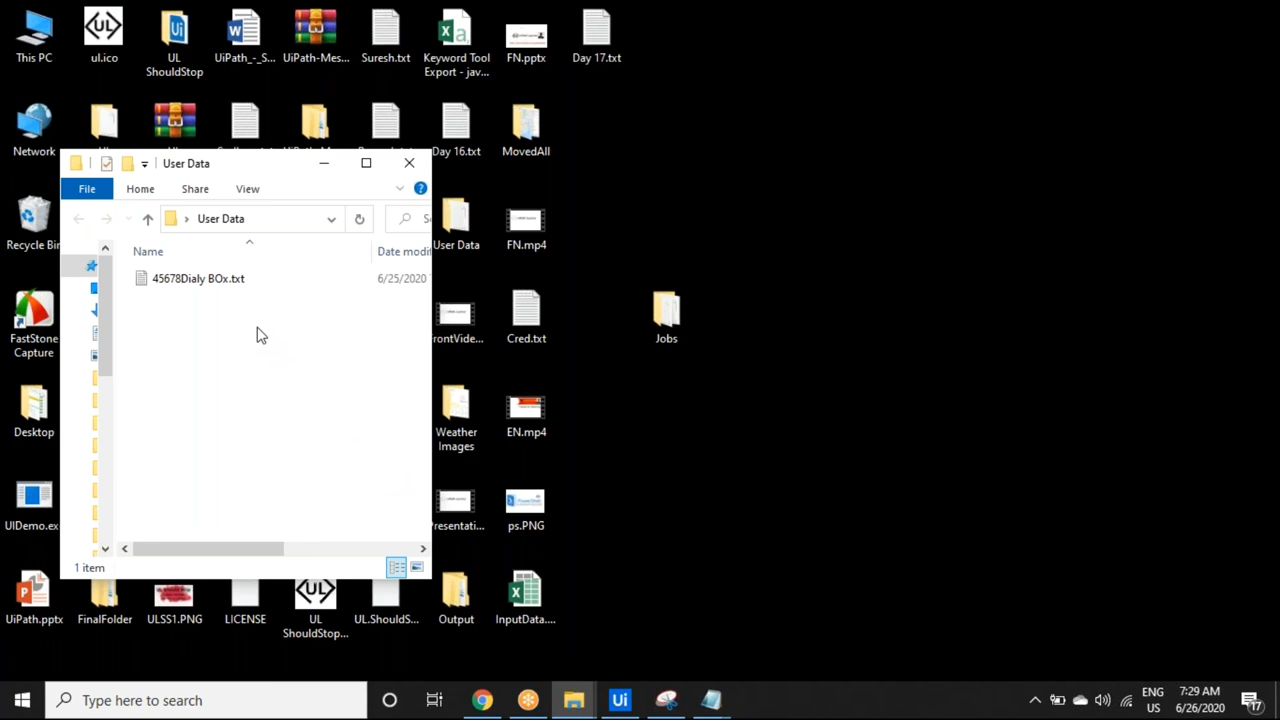 This PC
ul.ico
UL
ShouldStop
UiPath_-_S...
UiPath-Mes...
Suresh.txt
Keyword Tool
Export - jav...
FN.pptx
Day 17.txt
Network
Day 16.txt
MovedAll
User Data
File
Home
Share
View
User Data
Name
Date modi
45678Dialy BOx.txt
6/25/2020
1 item
Recycle Bin
User Data
FN.mp4
FastStone
Capture
rontVide...
Cred.txt
Jobs
Desktop
Weather
Images
EN.mp4
UIDemo.ex
resentati...
ps.PNG
UiPath.pptx
FinalFolder
ULSS1.PNG
LICENSE
UL
ShouldStop...
UL.ShouldS...
Output
InputData....
Type here to search
Ui
ENG
US
7:29 AM
6/26/2020
17